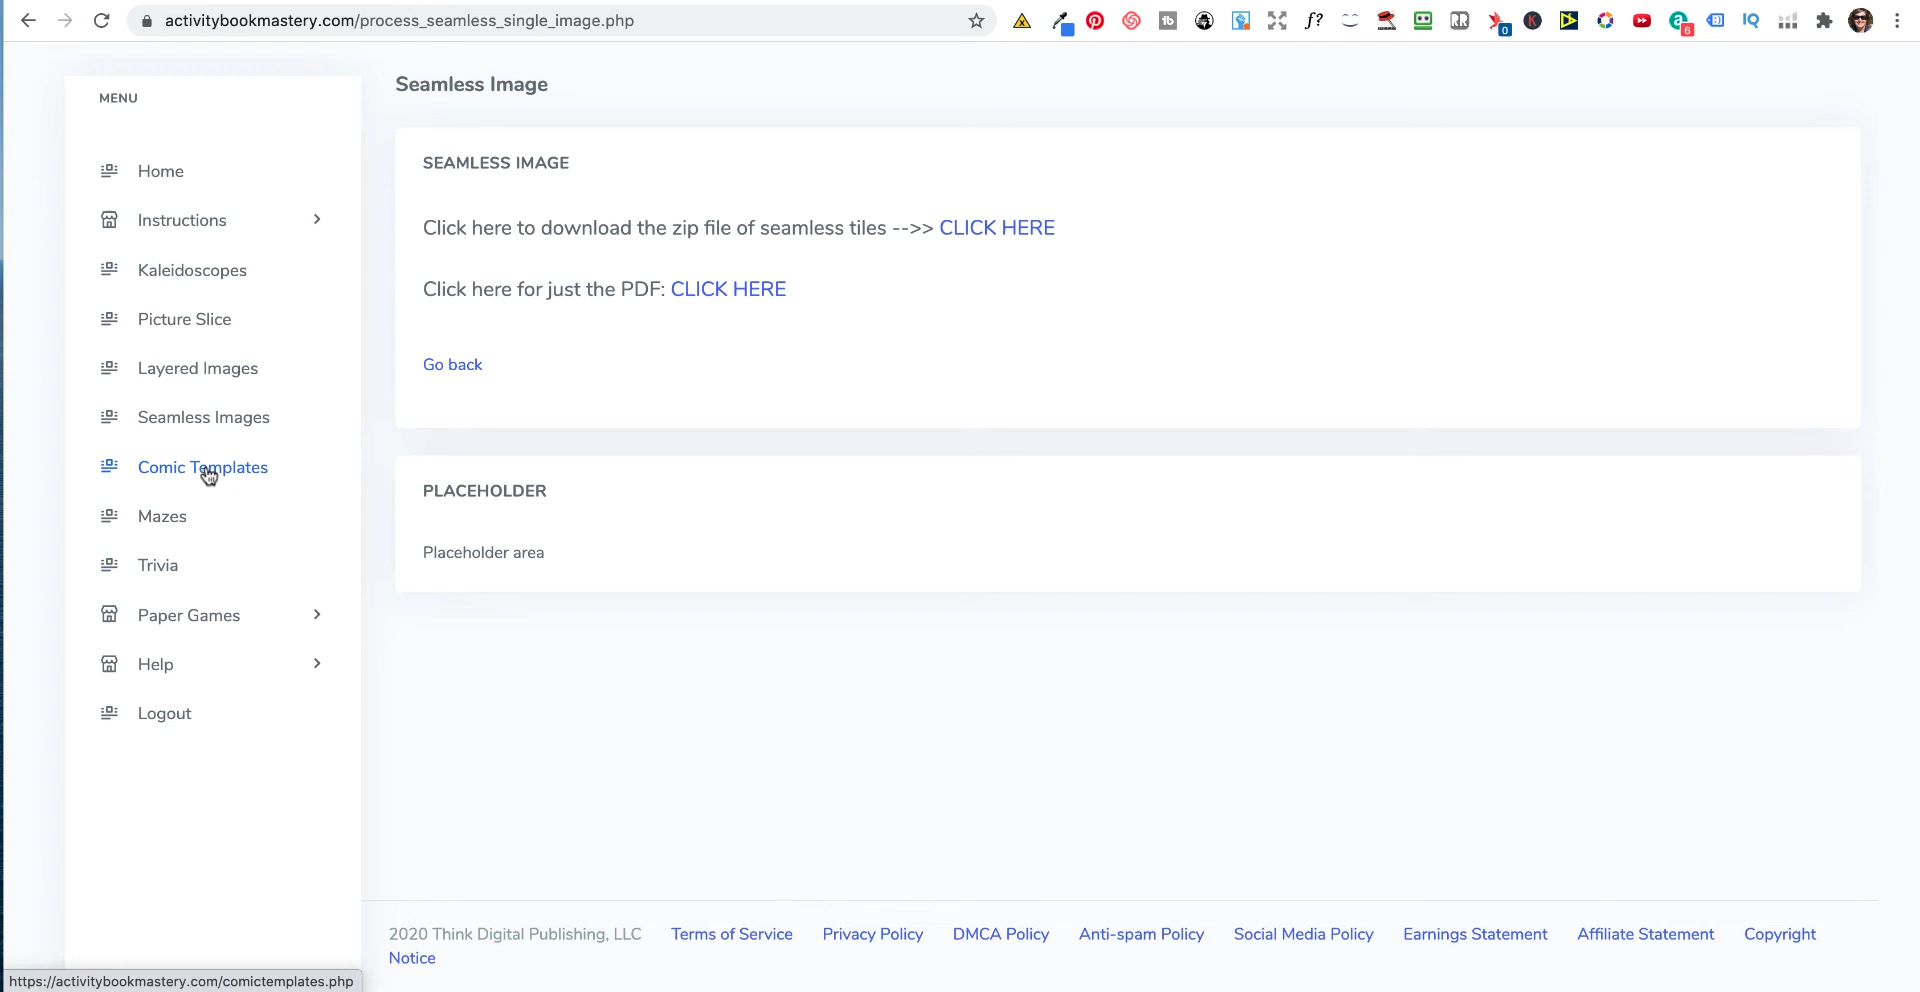 activitybookmastery.com/process_seamless_single_image.php
f?
0
6
Seamless Image
MENU
Home
Instructions
Kaleidoscopes
Picture Slice
Layered Images
Seamless Images
Comic Templates
Mazes
Trivia
Paper Games
Help
Logout
SEAMLESS IMAGE
Click here to download the zip file of seamless tiles -->> CLICK HERE
Click here for just the PDF: CLICK HERE
Go back
PLACEHOLDER
Placeholder area
2020 Think Digital Publishing, LLC Terms of Service Privacy Policy DMCA Policy Anti-spam Policy Social Media Policy Earnings Statement Affiliate Statement Copyright
Notice
https://activitybookmastery.com/comictemplates.php